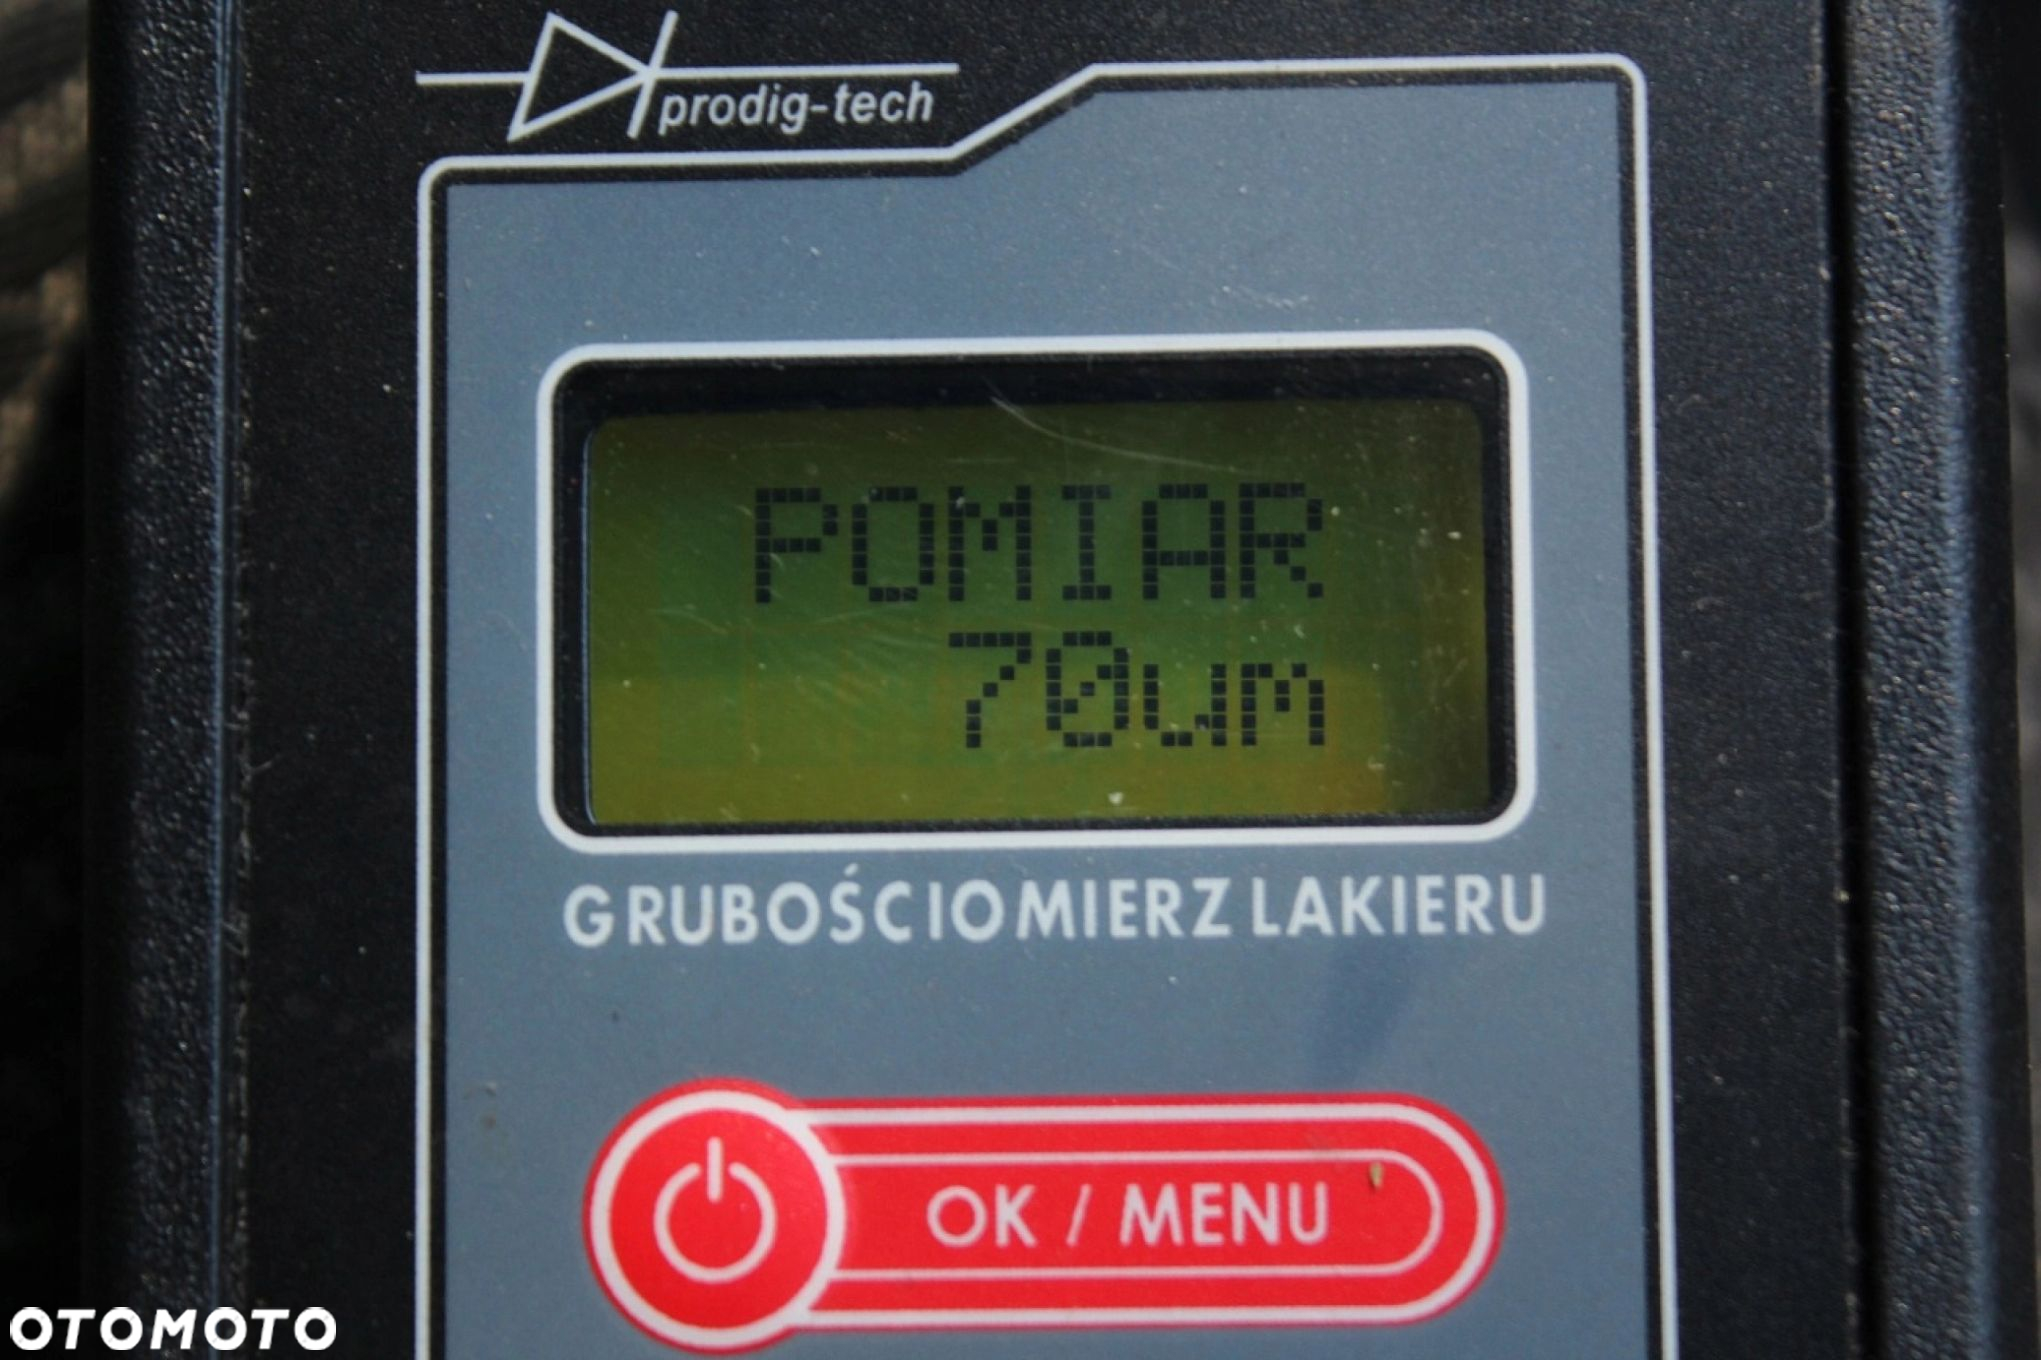 prodig-tech
POMIAR
70um
GRUBOŚCIOMIERZ LAKIERU
OK / MENU
OTOMOTO